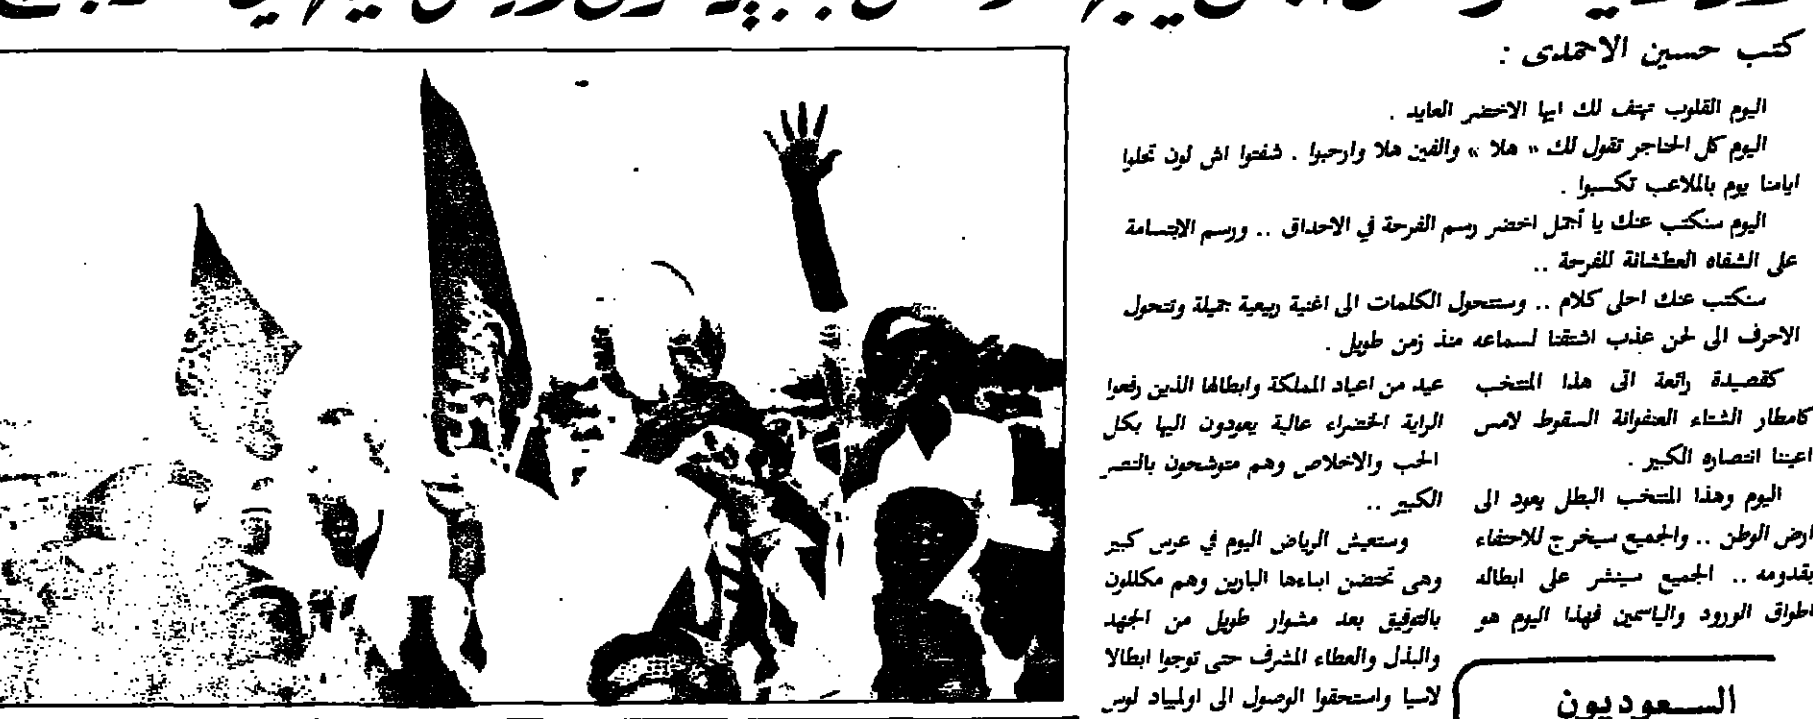 كتب حسين الاحمدى :
اليوم القلوب تهتف لك ايها الاخضر العايد .
اليوم كل الحناجر تقول لك « هلا » والفين هلا وارحبوا . شفتوا اش لون تحلوا
ايامنا يوم بالملاعب تكسبوا .
اليوم سنكتب عنك يا أجمل اخضر رسم الفرحة في الاحداق .. ورسم الابتسامة
على الشفاه العطشانة للفرحة ..
سنكتب عنك احلى كلام .. وستتحول الكلمات الى اغنية ربيعية جميلة وتتحول
الاحرف الى لحن عذب اشتقنا لسماعه منذ زمن طويل .
كقصيدة رائعة اتى هذا المنتخب
كامطار الشتاء العنفوانة السقوط لامس
اعيننا انتصاره الكبير .
اليوم وهذا المنتخب البطل يعود الى
ارض الوطن .. والجميع سيخرج للاحتفاء
بقدومه .. الجميع سينشر على ابطاله
اطواق الورود والياسمين فهذا اليوم هو
عيد من اعياد المملكة وابطالها الذين رفعوا
الراية الخضراء عالية يعودون اليها بكل
الحب والاخلاص وهم متوشحون بالنصر
الكبير ..
وستعيش الرياض اليوم في عرس كبير
وهى تحتضن ابناءها البارين وهم مكللون
بالتوفيق بعد مشوار طويل من الجهد
والبذل والعطاء المشرف حتى توجوا ابطالا
لاسيا واستحقوا الوصول الى اولمبياد لوس
السعوديون